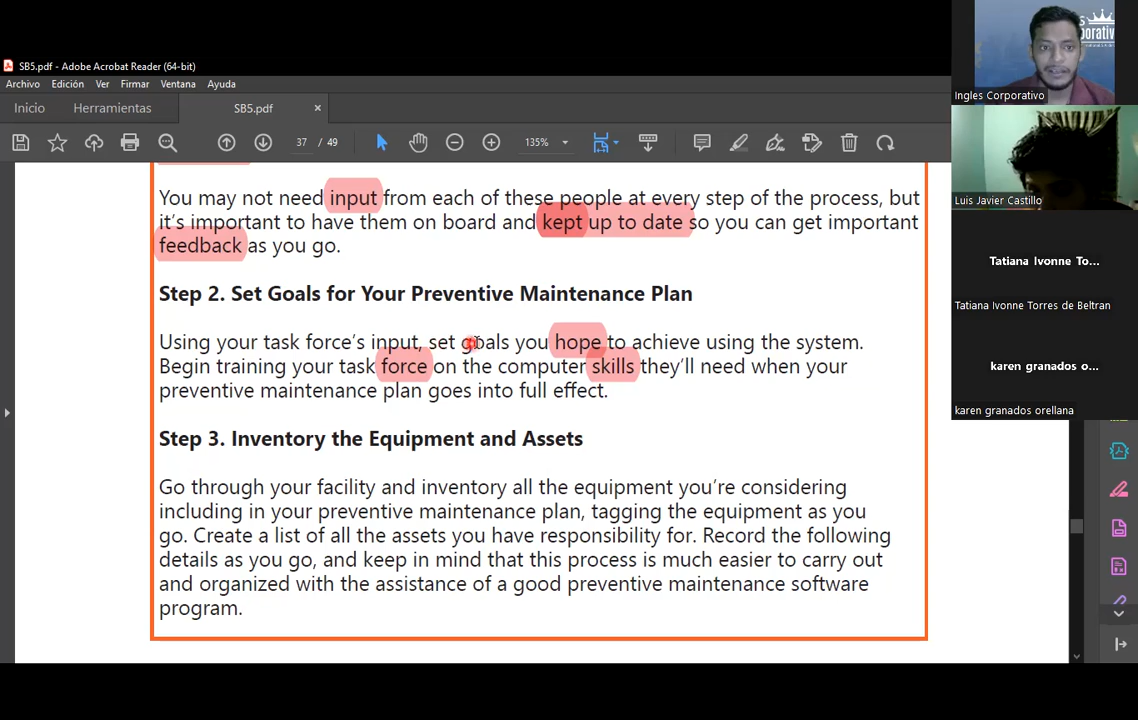 SB5.pdf - Adobe Acrobat Reader (64-bit)
Archivo Edición Ver Firmar Ventana Ayuda
Inicio Herramientas SB5.pdf ×
37 / 49 135%
You may not need input from each of these people at every step of the process, but
it's important to have them on board and kept up to date so you can get important
feedback as you go.
Step 2. Set Goals for Your Preventive Maintenance Plan
Using your task force's input, set goals you hope to achieve using the system.
Begin training your task force on the computer skills they'll need when your
preventive maintenance plan goes into full effect.
Step 3. Inventory the Equipment and Assets
Go through your facility and inventory all the equipment you're considering
including in your preventive maintenance plan, tagging the equipment as you
go. Create a list of all the assets you have responsibility for. Record the following
details as you go, and keep in mind that this process is much easier to carry out
and organized with the assistance of a good preventive maintenance software
program.
Ingles Corporativo
Luis Javier Castillo
Tatiana Ivonne To...
Tatiana Ivonne Torres de Beltran
karen granados o...
karen granados orellana